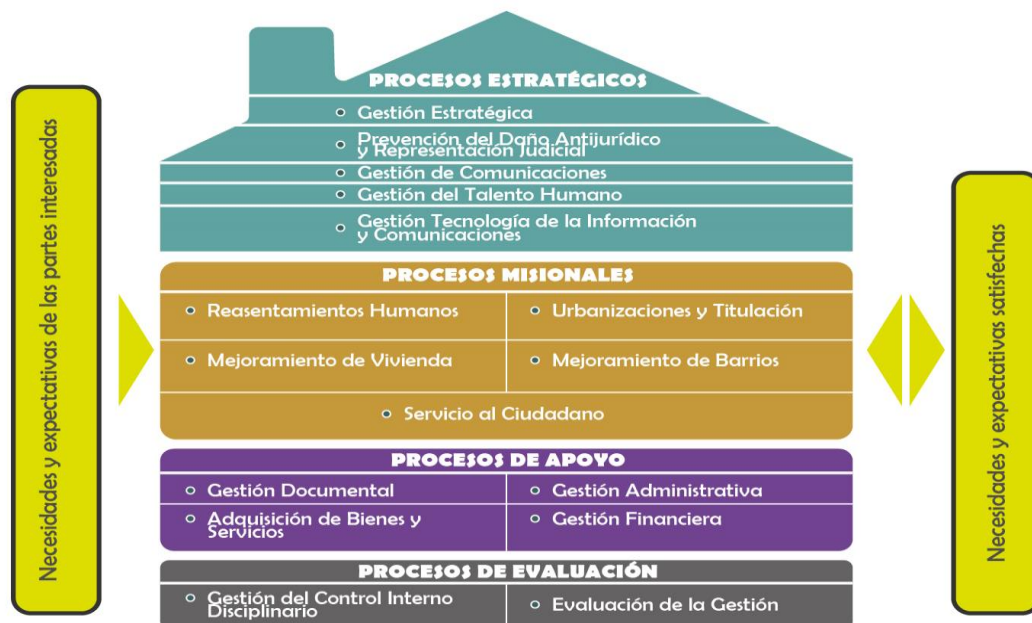 Necesidades y expectativas de las partes interesadas
PROCESOS ESTRATÉGICOS
Gestión Estratégica
Prevención del Daño Antijurídico
y Representación Judicial
Gestión de Comunicaciones
Gestión del Talento Humano
Gestión Tecnología de la Información
y Comunicaciones
PROCESOS MISIONALES
Reasentamientos Humanos
Urbanizaciones y Titulación
Mejoramiento de Vivienda
Mejoramiento de Barrios
Servicio al Ciudadano
PROCESOS DE APOYO
Gestión Documental
Gestión Administrativa
Adquisición de Bienes y
Servicios
Gestión Financiera
PROCESOS DE EVALUACIÓN
Gestión del Control Interno
Disciplinario
Evaluación de la Gestión
Necesidades y expectativas satisfechas